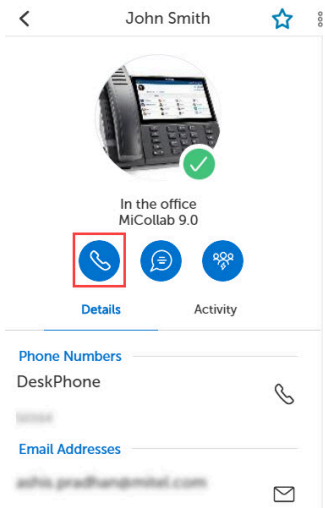 John Smith
In the office
MiCollab 9.0
Details Activity
Phone Numbers
DeskPhone
Email Addresses